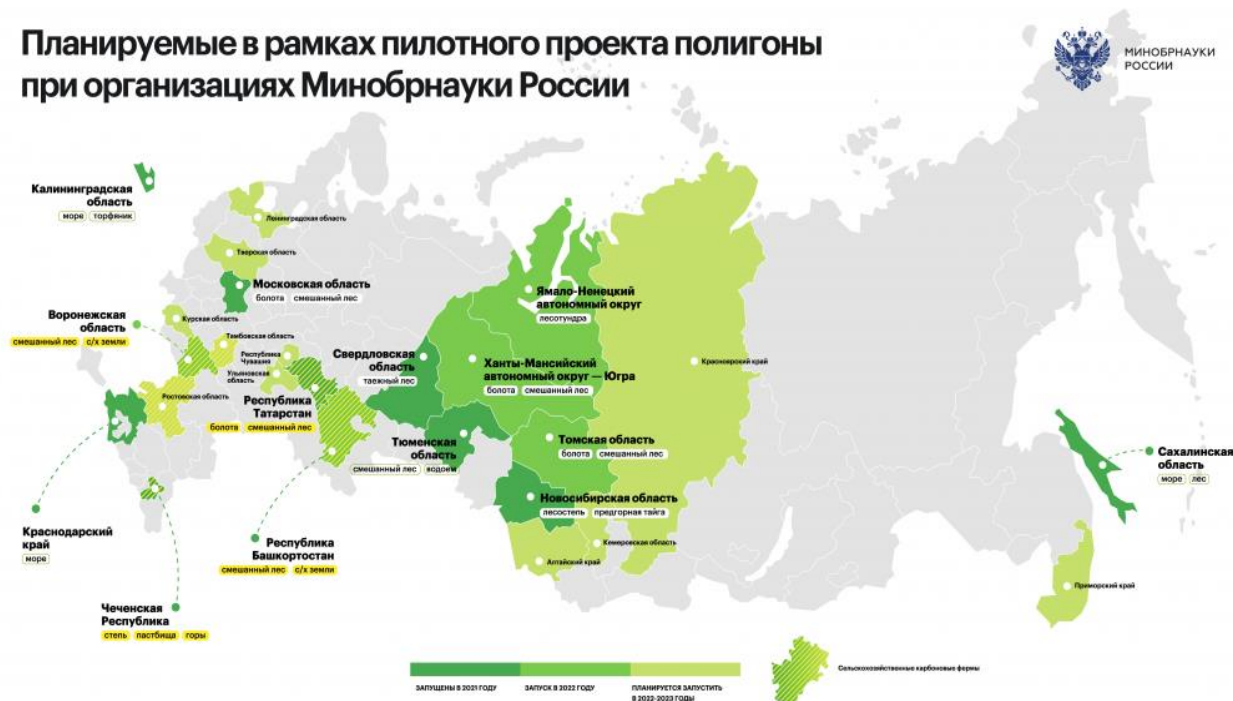 Планируемые в рамках пилотного проекта полигоны
при организациях Минобрнауки России
МИНОБРНАУКИ
РОССИИ
Калининградская
область
море торфяник
Ленинградская область
Тверская область
Московская область
болота смешанный лес
Воронежская
область
смешанный лес с/х земли
Курская область
Тамбовская область
Республика
Чувашия
Ульяновская
область
Ростовская область
Республика
Татарстан
болота смешанный лес
Свердловская
область
таежный лес
Ямало-Ненецкий
автономный округ
лесотундра
Ханты-Мансийский
автономный округ — Югра
болота смешанный лес
Красноярский край
Тюменская
область
смешанный лес водоем
Томская область
болота смешанный лес
Новосибирская область
лесостепь предгорная тайга
Кемеровская область
Алтайский край
Сахалинская
область
море лес
Приморский край
Краснодарский
край
море
Республика
Башкортостан
смешанный лес с/х земли
Чеченская
Республика
степь пастбища горы
ЗАПУЩЕНЫ В 2021 ГОДУ
ЗАПУСК В 2022 ГОДУ
ПЛАНИРУЕТСЯ ЗАПУСТИТЬ
В 2022-2023 ГОДЫ
Сельскохозяйственные карбоновые фермы